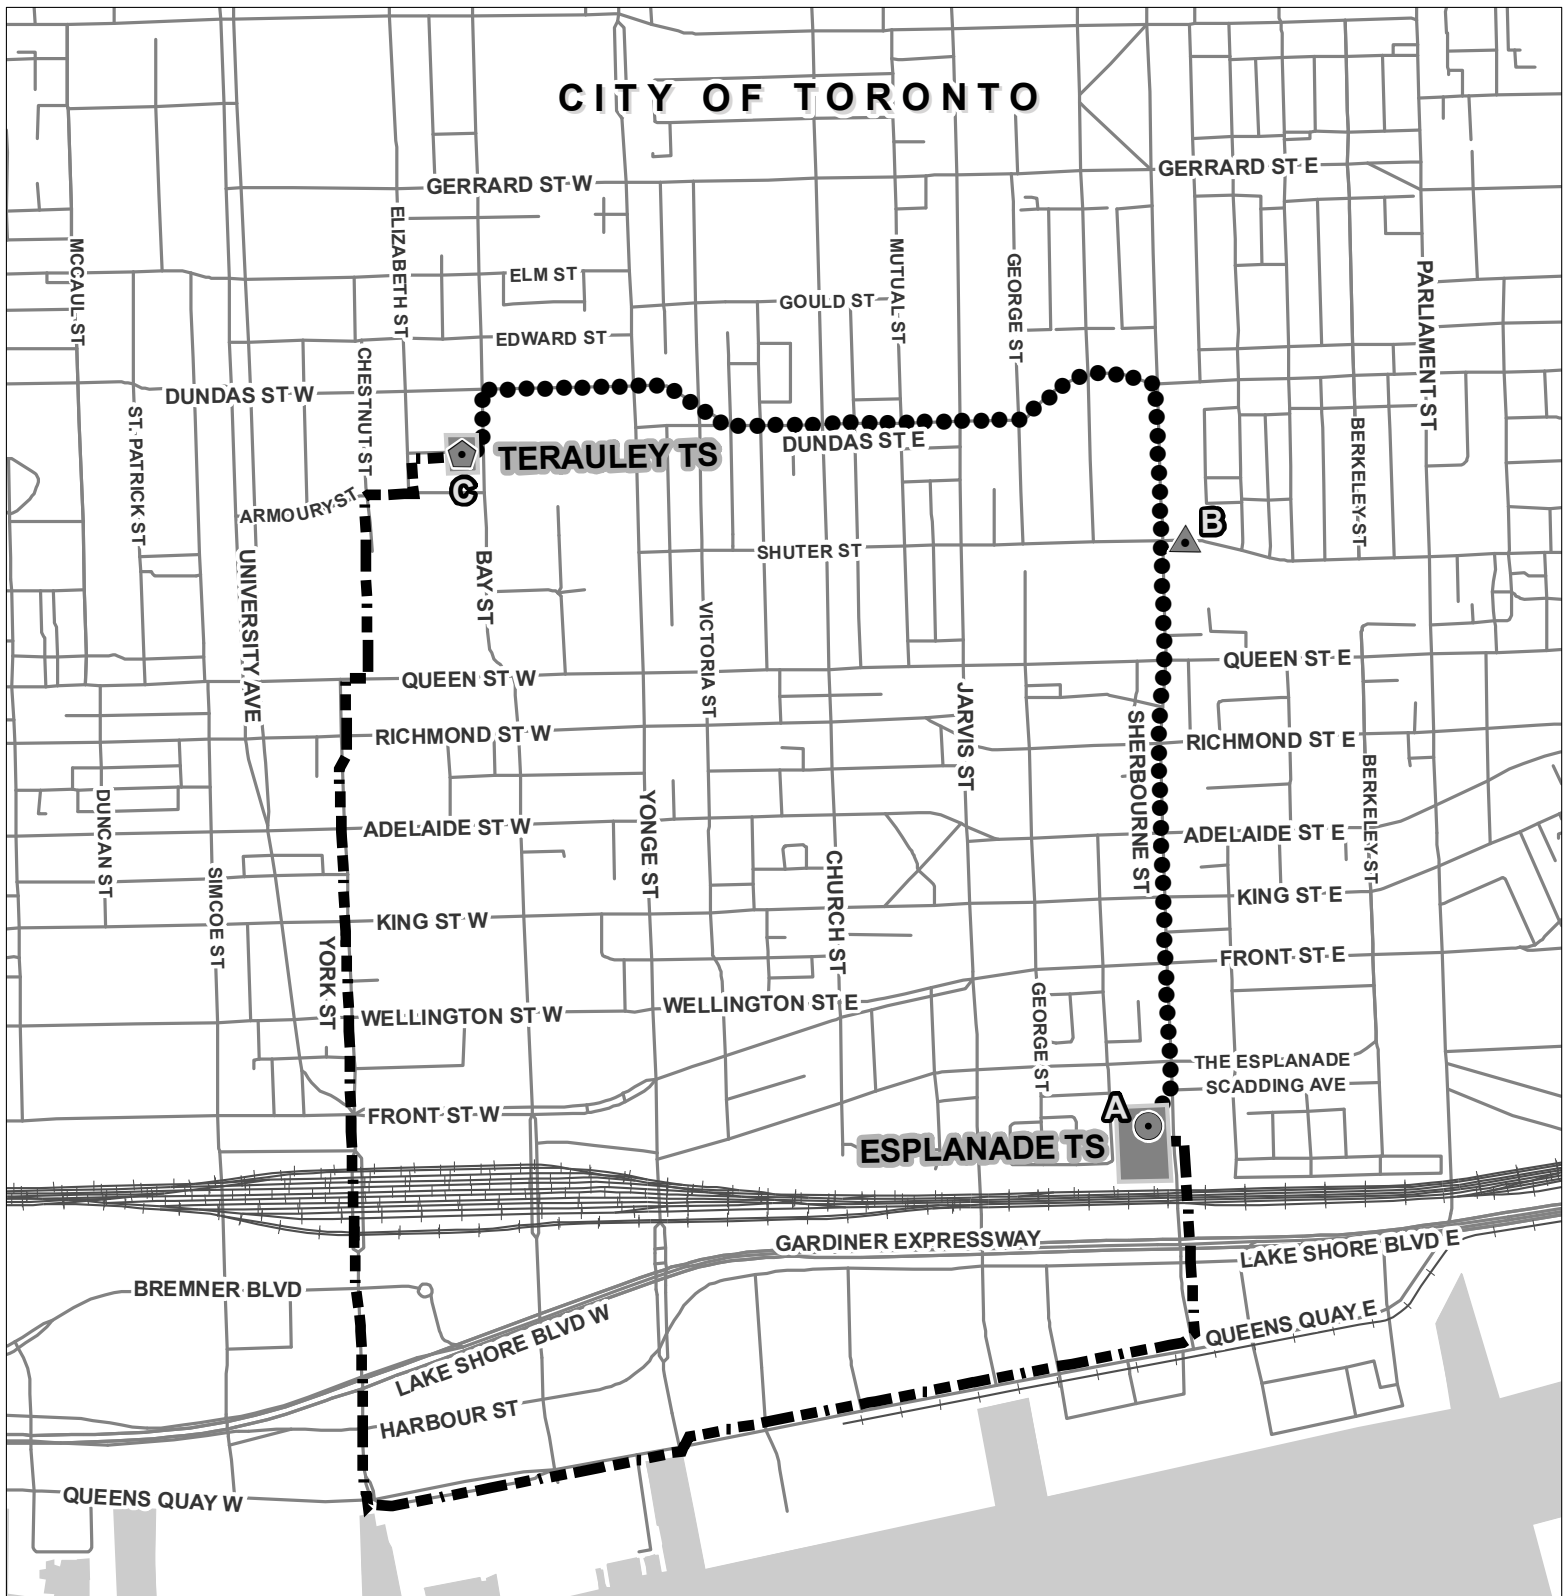 CITY OF TORONTO
GERRARD ST W
GERRARD ST E
ELIZABETH ST
MCCAUL ST
MUTUAL ST
GEORGE ST
PARLIAMENT ST
ELM ST
GOULD ST
EDWARD ST
CHESTNUT ST
DUNDAS ST W
ST. PATRICK ST
DUNDAS ST E
BERKELEY ST
TERAULEY TS
C
ARMOURY ST
B
UNIVERSITY AVE
BAY ST
SHUTER ST
VICTORIA ST
QUEEN ST W
QUEEN ST E
JARVIS ST
SHERBOURNE ST
RICHMOND ST W
RICHMOND ST E
BERKELEY ST
DUNCAN ST
YONGE ST
ADELAIDE ST W
ADELAIDE ST E
CHURCH ST
SIMCOE ST
KING ST W
KING ST E
YORK ST
FRONT ST E
GEORGE ST
WELLINGTON ST W
WELLINGTON ST E
THE ESPLANADE
SCADDING AVE
FRONT ST W
A
ESPLANADE TS
GARDINER EXPRESSWAY
LAKE SHORE BLVD E
BREMNER BLVD
QUEENS QUAY E
LAKE SHORE BLVD W
HARBOUR ST
QUEENS QUAY W